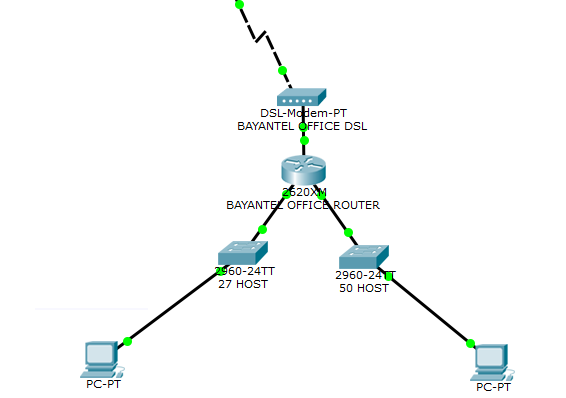 DSL-Modem-PT
BAYANTEL OFFICE DSL
2620XM
BAYANTEL OFFICE ROUTER
2960-24TT
27 HOST
2960-24TT
50 HOST
PC-PT
PC-PT